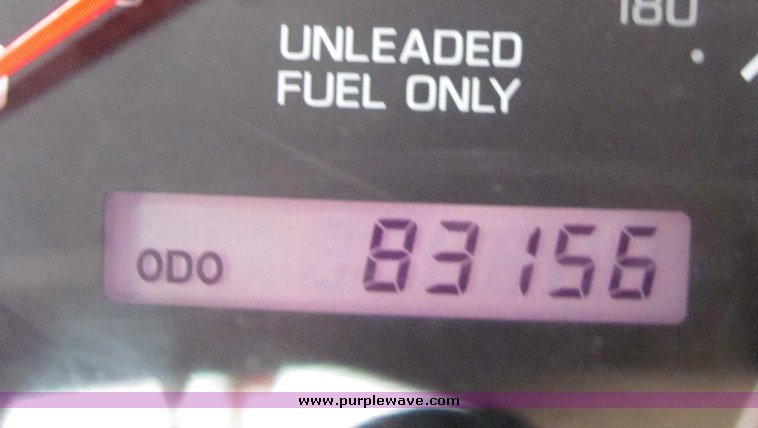 180
UNLEADED
FUEL ONLY
ODO 83156
www.purplewave.com